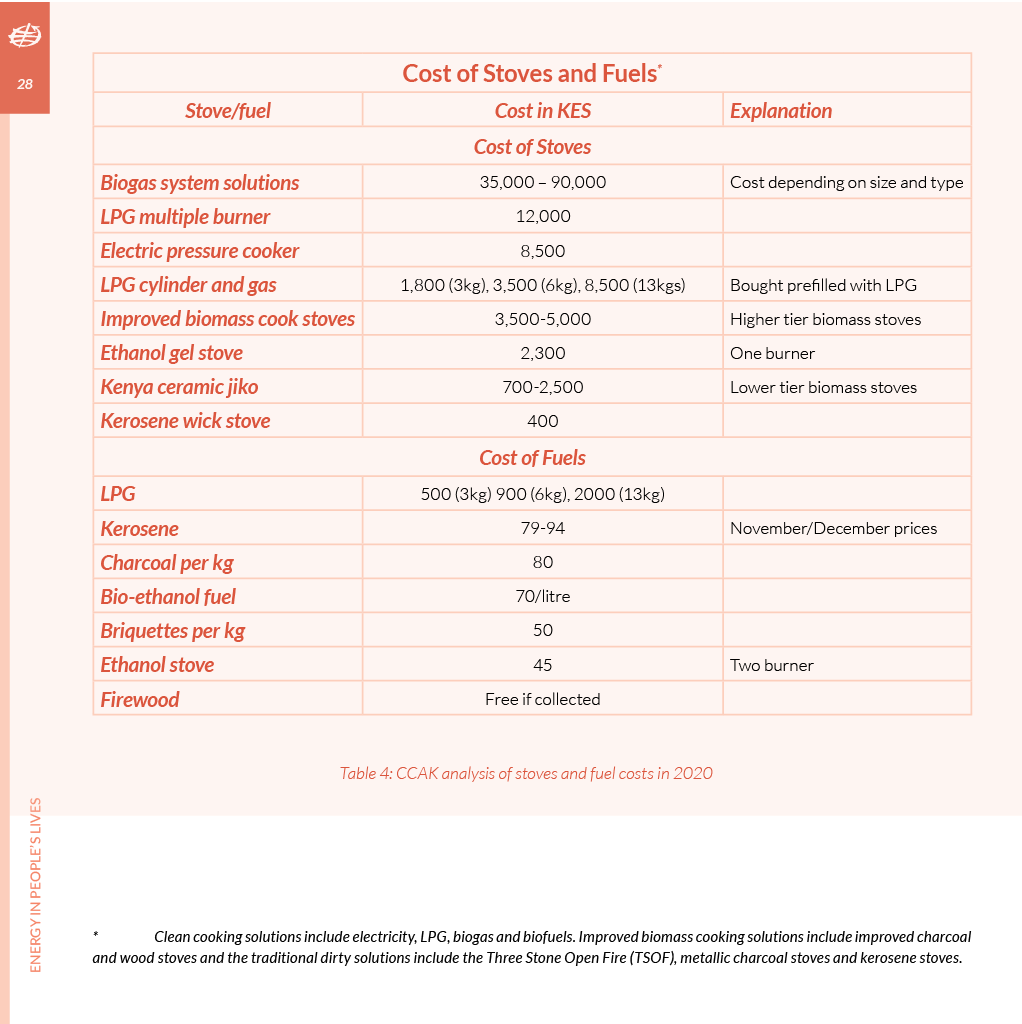 28
Cost of Stoves and Fuels*
Stove/fuel Cost in KES Explanation
Cost of Stoves
Biogas system solutions 35,000 – 90,000 Cost depending on size and type
LPG multiple burner 12,000
Electric pressure cooker 8,500
LPG cylinder and gas 1,800 (3kg), 3,500 (6kg), 8,500 (13kgs) Bought prefilled with LPG
Improved biomass cook stoves 3,500-5,000 Higher tier biomass stoves
Ethanol gel stove 2,300 One burner
Kenya ceramic jiko 700-2,500 Lower tier biomass stoves
Kerosene wick stove 400
Cost of Fuels
LPG 500 (3kg) 900 (6kg), 2000 (13kg)
Kerosene 79-94 November/December prices
Charcoal per kg 80
Bio-ethanol fuel 70/litre
Briquettes per kg 50
Ethanol stove 45 Two burner
Firewood Free if collected
Table 4: CCAK analysis of stoves and fuel costs in 2020
ENERGY IN PEOPLE'S LIVES
* Clean cooking solutions include electricity, LPG, biogas and biofuels. Improved biomass cooking solutions include improved charcoal
and wood stoves and the traditional dirty solutions include the Three Stone Open Fire (TSOF), metallic charcoal stoves and kerosene stoves.